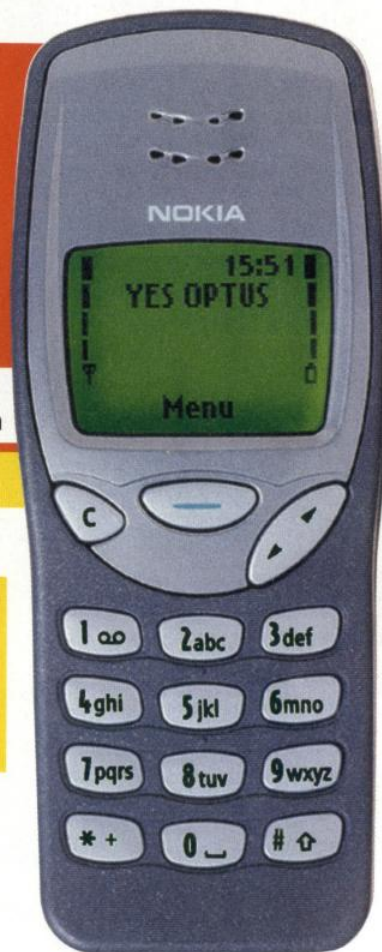 NOKIA
15:51
YES OPTUS
Menu
C
1 2abc 3def
4ghi 5jkl 6mno
7pqrs 8tuv 9wxyz
* + 0 #